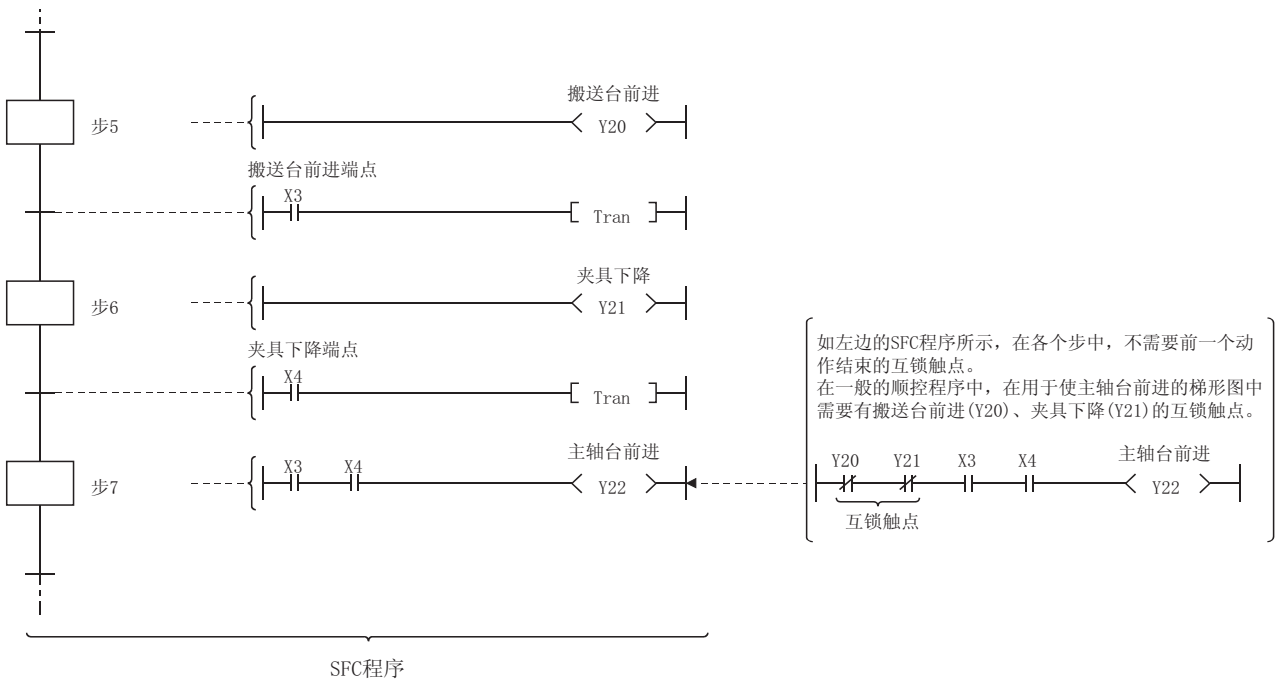 搬送台前进
步5
Y20
搬送台前进端点
X3
Tran
夹具下降
步6
Y21
夹具下降端点
X4
Tran
主轴台前进
步7
X3 X4
Y22
如左边的SFC程序所示，在各个步中，不需要前一个动
作结束的互锁触点。
在一般的顺控程序中，在用于使主轴台前进的梯形图中
需要有搬送台前进(Y20)、夹具下降(Y21)的互锁触点。
主轴台前进
Y20 Y21 X3 X4
Y22
互锁触点
SFC程序